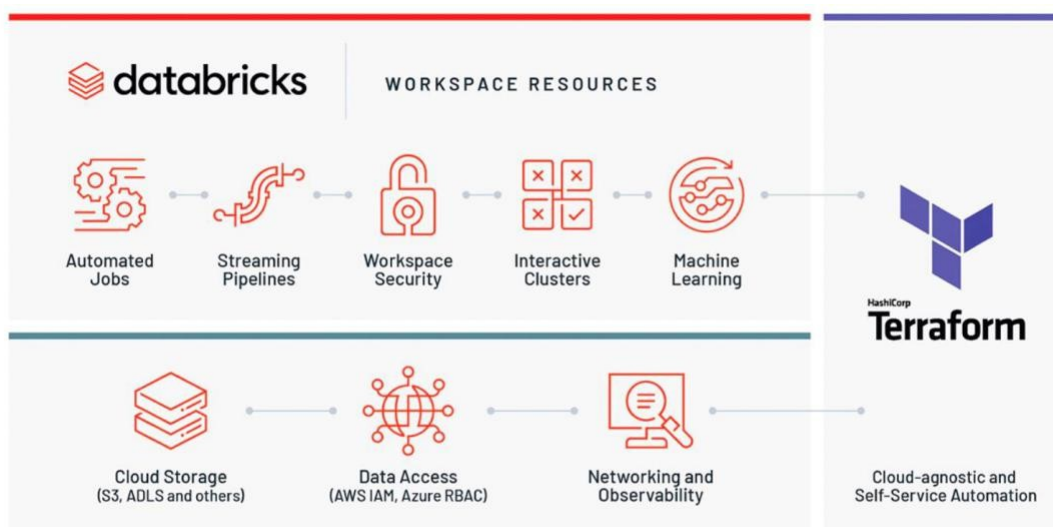 databricks
WORKSPACE RESOURCES
Automated
Jobs
Streaming
Pipelines
Workspace
Security
Interactive
Clusters
Machine
Learning
HashiCorp
Terraform
Cloud Storage
(S3, ADLS and others)
Data Access
(AWS IAM, Azure RBAC)
Networking and
Observability
Cloud-agnostic and
Self-Service Automation